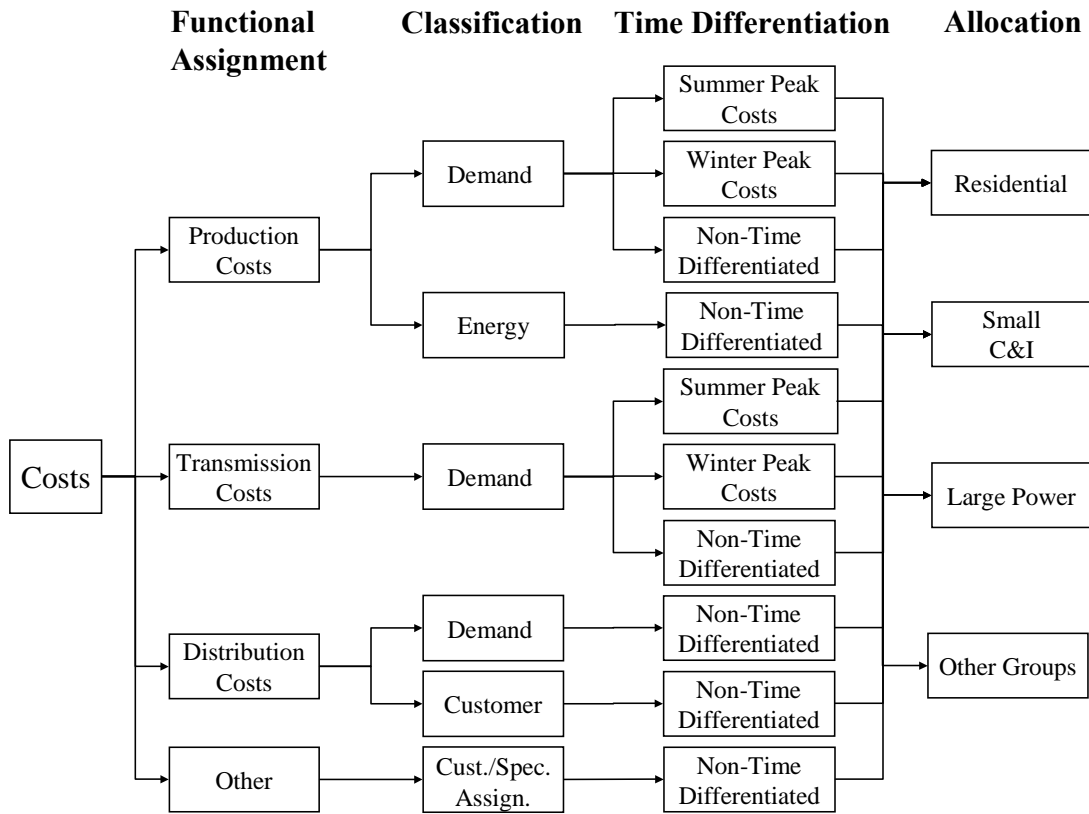 Functional
Assignment
Classification
Time Differentiation
Allocation
Costs
Production
Costs
Transmission
Costs
Distribution
Costs
Other
Demand
Energy
Demand
Demand
Customer
Cust./Spec.
Assign.
Summer Peak
Costs
Winter Peak
Costs
Non-Time
Differentiated
Non-Time
Differentiated
Summer Peak
Costs
Winter Peak
Costs
Non-Time
Differentiated
Non-Time
Differentiated
Non-Time
Differentiated
Non-Time
Differentiated
Residential
Small
C&I
Large Power
Other Groups